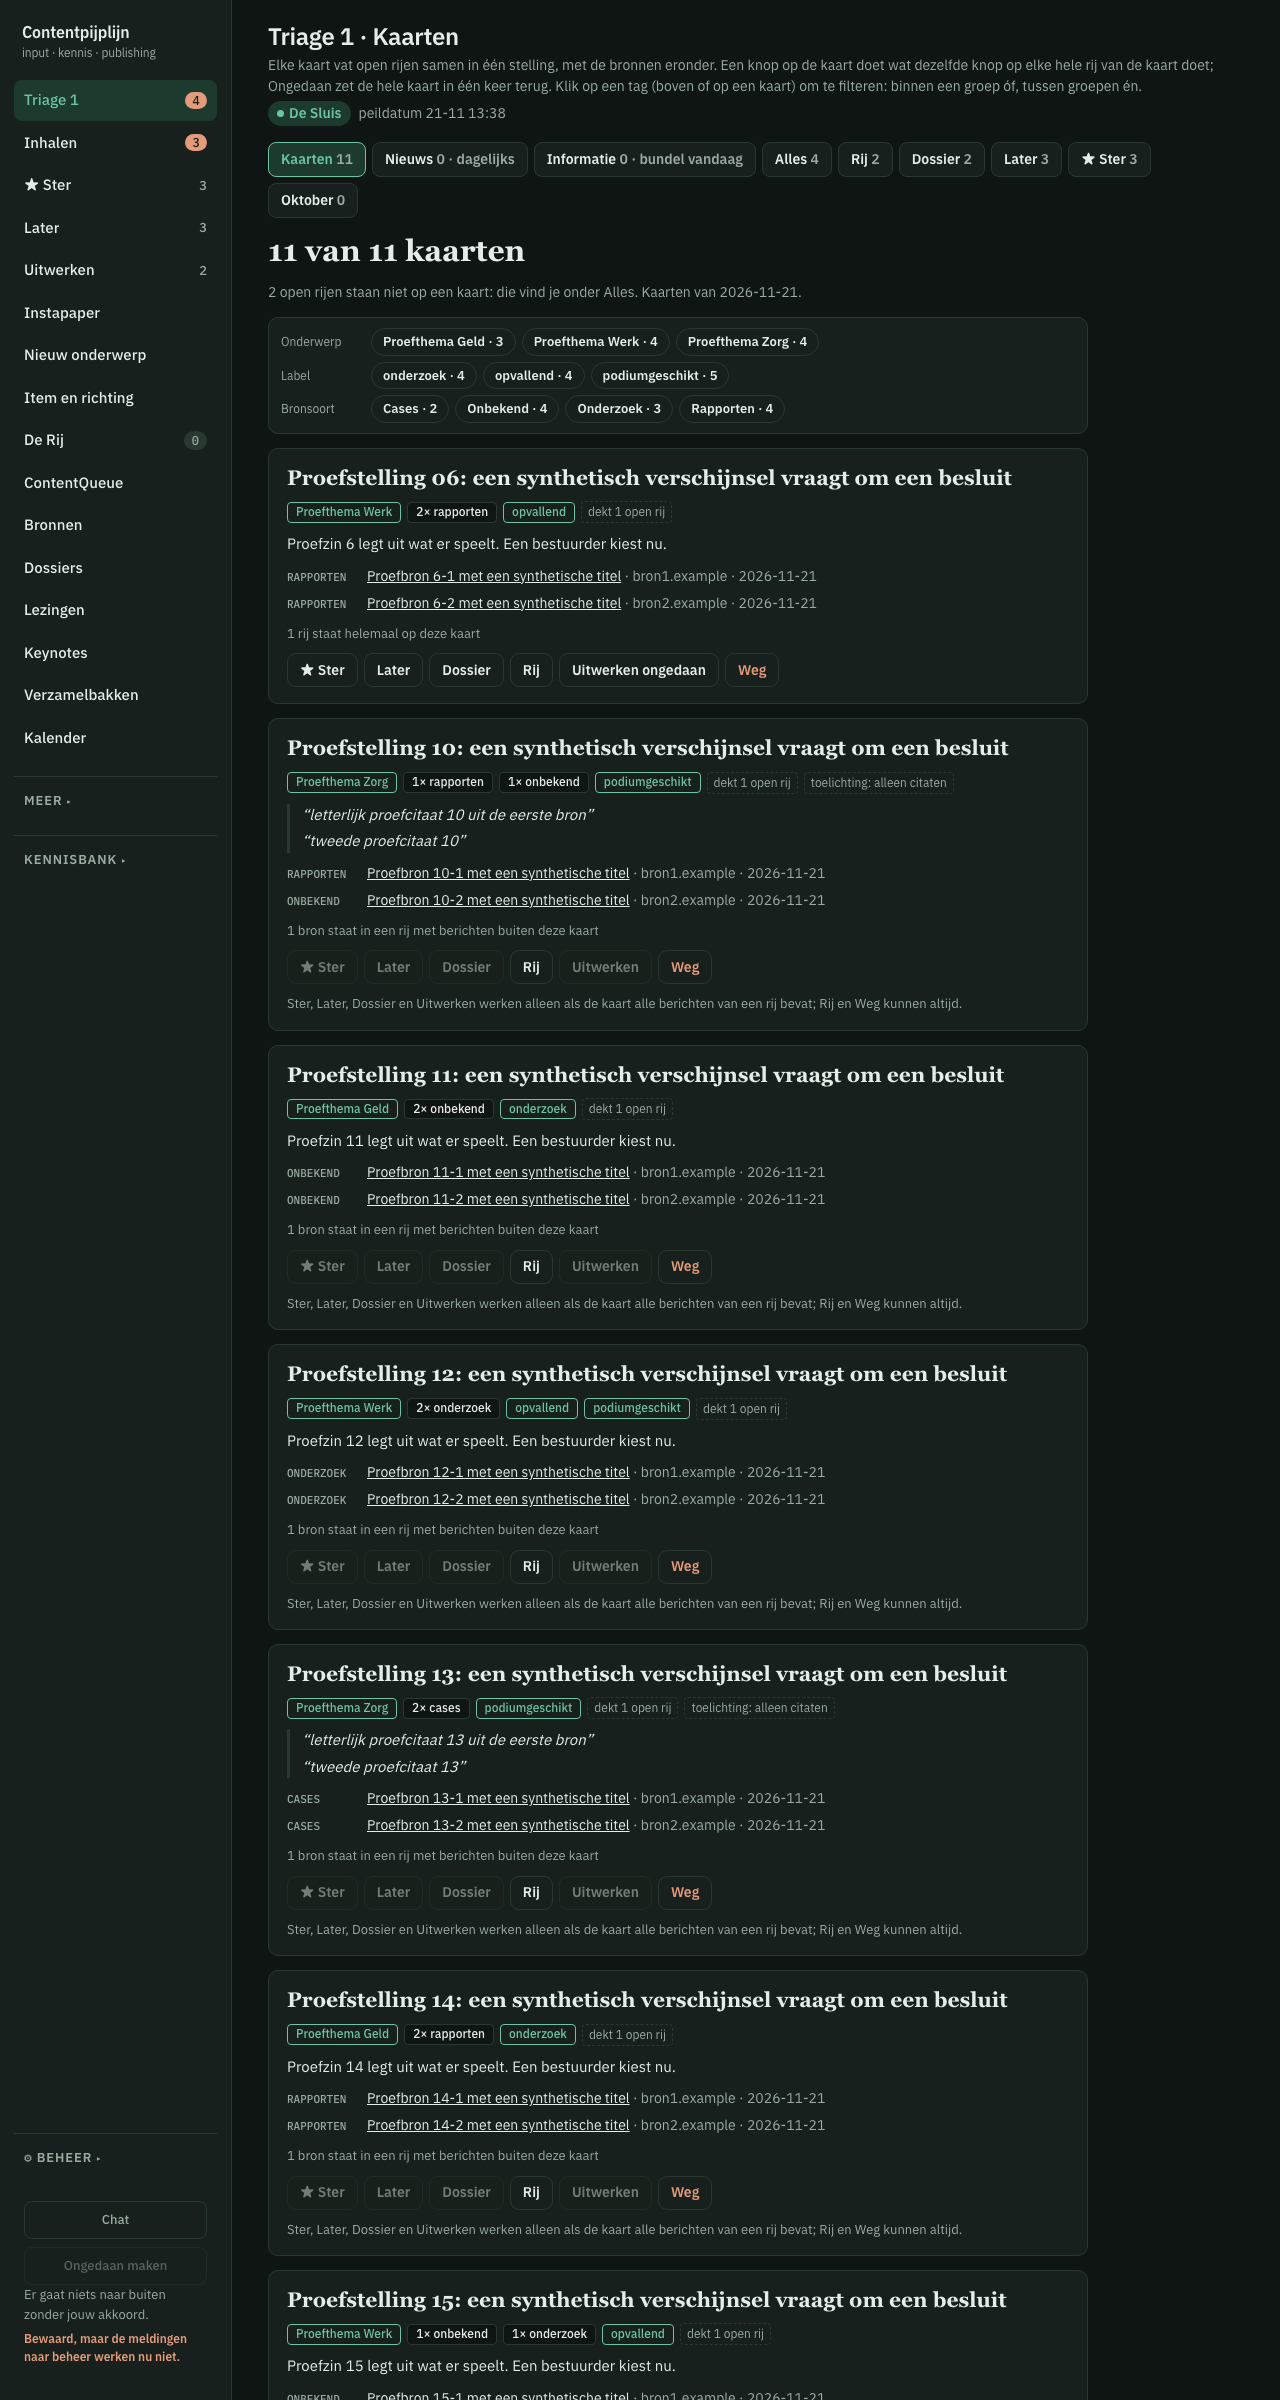 Contentpijplijn
input · kennis · publishing
Triage 1 4
Inhalen 3
★ Ster 3
Later 3
Uitwerken 2
Instapaper
Nieuw onderwerp
Item en richting
De Rij 0
ContentQueue
Bronnen
Dossiers
Lezingen
Keynotes
Verzamelbakken
Kalender
MEER ▸
KENNISBANK ▸
⚙ BEHEER ▸
Chat
Ongedaan maken
Er gaat niets naar buiten
zonder jouw akkoord.
Bewaard, maar de meldingen
naar beheer werken nu niet.
Triage 1 · Kaarten
Elke kaart vat open rijen samen in één stelling, met de bronnen eronder. Een knop op de kaart doet wat dezelfde knop op elke hele rij van de kaart doet;
Ongedaan zet de hele kaart in één keer terug. Klik op een tag (boven of op een kaart) om te filteren: binnen een groep óf, tussen groepen én.
● De Sluis peildatum 21-11 13:38
Kaarten 11 Nieuws 0 · dagelijks Informatie 0 · bundel vandaag Alles 4 Rij 2 Dossier 2 Later 3 ★ Ster 3
Oktober 0
11 van 11 kaarten
2 open rijen staan niet op een kaart: die vind je onder Alles. Kaarten van 2026-11-21.
Onderwerp Proefthema Geld · 3 Proefthema Werk · 4 Proefthema Zorg · 4
Label onderzoek · 4 opvallend · 4 podiumgeschikt · 5
Bronsoort Cases · 2 Onbekend · 4 Onderzoek · 3 Rapporten · 4
Proefstelling 06: een synthetisch verschijnsel vraagt om een besluit
Proefthema Werk 2× rapporten opvallend dekt 1 open rij
Proefzin 6 legt uit wat er speelt. Een bestuurder kiest nu.
RAPPORTEN Proefbron 6-1 met een synthetische titel · bron1.example · 2026-11-21
RAPPORTEN Proefbron 6-2 met een synthetische titel · bron2.example · 2026-11-21
1 rij staat helemaal op deze kaart
★ Ster Later Dossier Rij Uitwerken ongedaan Weg
Proefstelling 10: een synthetisch verschijnsel vraagt om een besluit
Proefthema Zorg 1× rapporten 1× onbekend podiumgeschikt dekt 1 open rij toelichting: alleen citaten
“letterlijk proefcitaat 10 uit de eerste bron”
“tweede proefcitaat 10”
RAPPORTEN Proefbron 10-1 met een synthetische titel · bron1.example · 2026-11-21
ONBEKEND Proefbron 10-2 met een synthetische titel · bron2.example · 2026-11-21
1 bron staat in een rij met berichten buiten deze kaart
★ Ster Later Dossier Rij Uitwerken Weg
Ster, Later, Dossier en Uitwerken werken alleen als de kaart alle berichten van een rij bevat; Rij en Weg kunnen altijd.
Proefstelling 11: een synthetisch verschijnsel vraagt om een besluit
Proefthema Geld 2× onbekend onderzoek dekt 1 open rij
Proefzin 11 legt uit wat er speelt. Een bestuurder kiest nu.
ONBEKEND Proefbron 11-1 met een synthetische titel · bron1.example · 2026-11-21
ONBEKEND Proefbron 11-2 met een synthetische titel · bron2.example · 2026-11-21
1 bron staat in een rij met berichten buiten deze kaart
★ Ster Later Dossier Rij Uitwerken Weg
Ster, Later, Dossier en Uitwerken werken alleen als de kaart alle berichten van een rij bevat; Rij en Weg kunnen altijd.
Proefstelling 12: een synthetisch verschijnsel vraagt om een besluit
Proefthema Werk 2× onderzoek opvallend podiumgeschikt dekt 1 open rij
Proefzin 12 legt uit wat er speelt. Een bestuurder kiest nu.
ONDERZOEK Proefbron 12-1 met een synthetische titel · bron1.example · 2026-11-21
ONDERZOEK Proefbron 12-2 met een synthetische titel · bron2.example · 2026-11-21
1 bron staat in een rij met berichten buiten deze kaart
★ Ster Later Dossier Rij Uitwerken Weg
Ster, Later, Dossier en Uitwerken werken alleen als de kaart alle berichten van een rij bevat; Rij en Weg kunnen altijd.
Proefstelling 13: een synthetisch verschijnsel vraagt om een besluit
Proefthema Zorg 2× cases podiumgeschikt dekt 1 open rij toelichting: alleen citaten
“letterlijk proefcitaat 13 uit de eerste bron”
“tweede proefcitaat 13”
CASES Proefbron 13-1 met een synthetische titel · bron1.example · 2026-11-21
CASES Proefbron 13-2 met een synthetische titel · bron2.example · 2026-11-21
1 bron staat in een rij met berichten buiten deze kaart
★ Ster Later Dossier Rij Uitwerken Weg
Ster, Later, Dossier en Uitwerken werken alleen als de kaart alle berichten van een rij bevat; Rij en Weg kunnen altijd.
Proefstelling 14: een synthetisch verschijnsel vraagt om een besluit
Proefthema Geld 2× rapporten onderzoek dekt 1 open rij
Proefzin 14 legt uit wat er speelt. Een bestuurder kiest nu.
RAPPORTEN Proefbron 14-1 met een synthetische titel · bron1.example · 2026-11-21
RAPPORTEN Proefbron 14-2 met een synthetische titel · bron2.example · 2026-11-21
1 bron staat in een rij met berichten buiten deze kaart
★ Ster Later Dossier Rij Uitwerken Weg
Ster, Later, Dossier en Uitwerken werken alleen als de kaart alle berichten van een rij bevat; Rij en Weg kunnen altijd.
Proefstelling 15: een synthetisch verschijnsel vraagt om een besluit
Proefthema Werk 1× onbekend 1× onderzoek opvallend dekt 1 open rij
Proefzin 15 legt uit wat er speelt. Een bestuurder kiest nu.
ONBEKEND Proefbron 15-1 met een synthetische titel · bron1.example · 2026-11-21